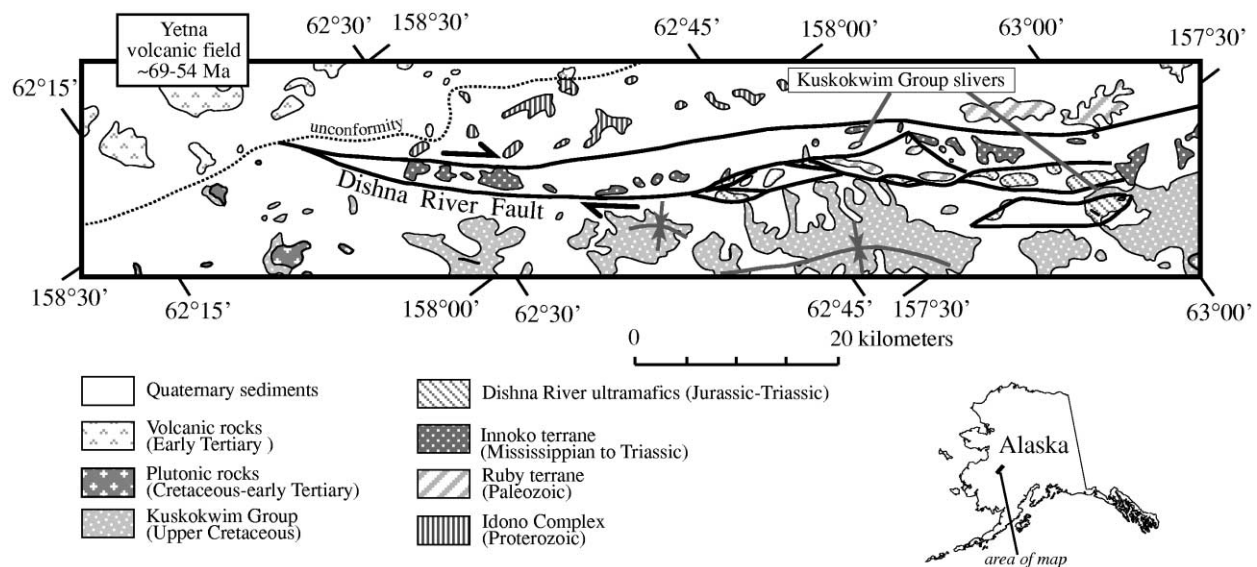 Yetna
volcanic field
~69-54 Ma
62°30’
158°30’
62°45’
158°00’
63°00’
157°30’
62°15’
62°15’
Kuskokwim Group slivers
unconformity
Dishna River Fault
158°30’
62°15’
158°00’
62°30’
62°45’
157°30’
63°00’
0
20 kilometers
Quaternary sediments
Volcanic rocks
(Early Tertiary )
Plutonic rocks
(Cretaceous-early Tertiary)
Kuskokwim Group
(Upper Cretaceous)
Dishna River ultramafics (Jurassic-Triassic)
Innoko terrane
(Mississippian to Triassic)
Ruby terrane
(Paleozoic)
Idono Complex
(Proterozoic)
Alaska
area of map